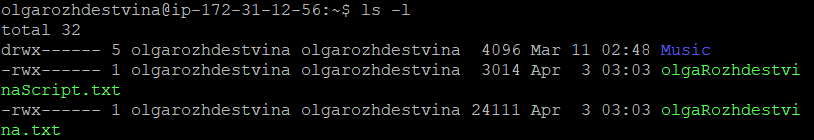 olgarozhdestvina@ip-172-31-12-56:~$ ls -l
total 32
drwx------ 5 olgarozhdestvina olgarozhdestvina  4096 Mar 11 02:48 Music
-rwx------ 1 olgarozhdestvina olgarozhdestvina  3014 Apr  3 03:03 olgaRozhdestvi
naScript.txt
-rwx------ 1 olgarozhdestvina olgarozhdestvina 24111 Apr  3 03:03 olgaRozhdestvi
na.txt